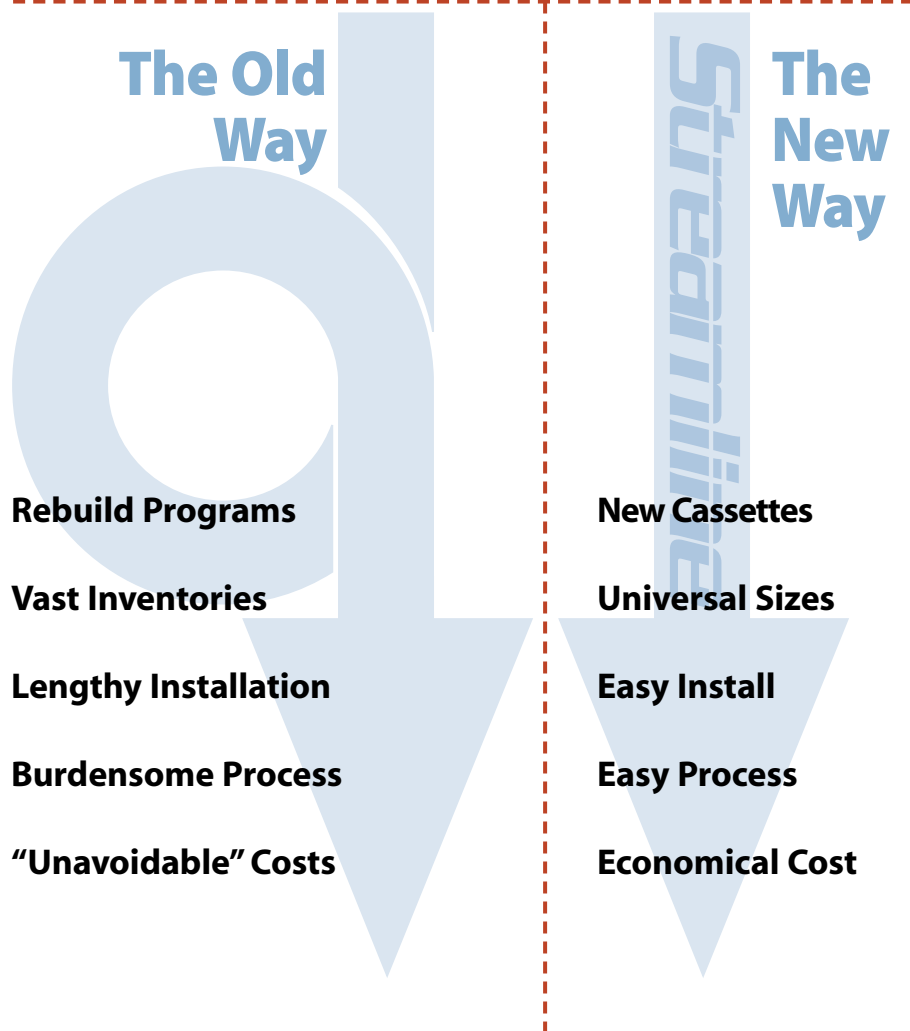 The Old
Way
Rebuild Programs
Vast Inventories
Lengthy Installation
Burdensome Process
“Unavoidable” Costs
Streamline
The
New
Way
New Cassettes
Universal Sizes
Easy Install
Easy Process
Economical Cost